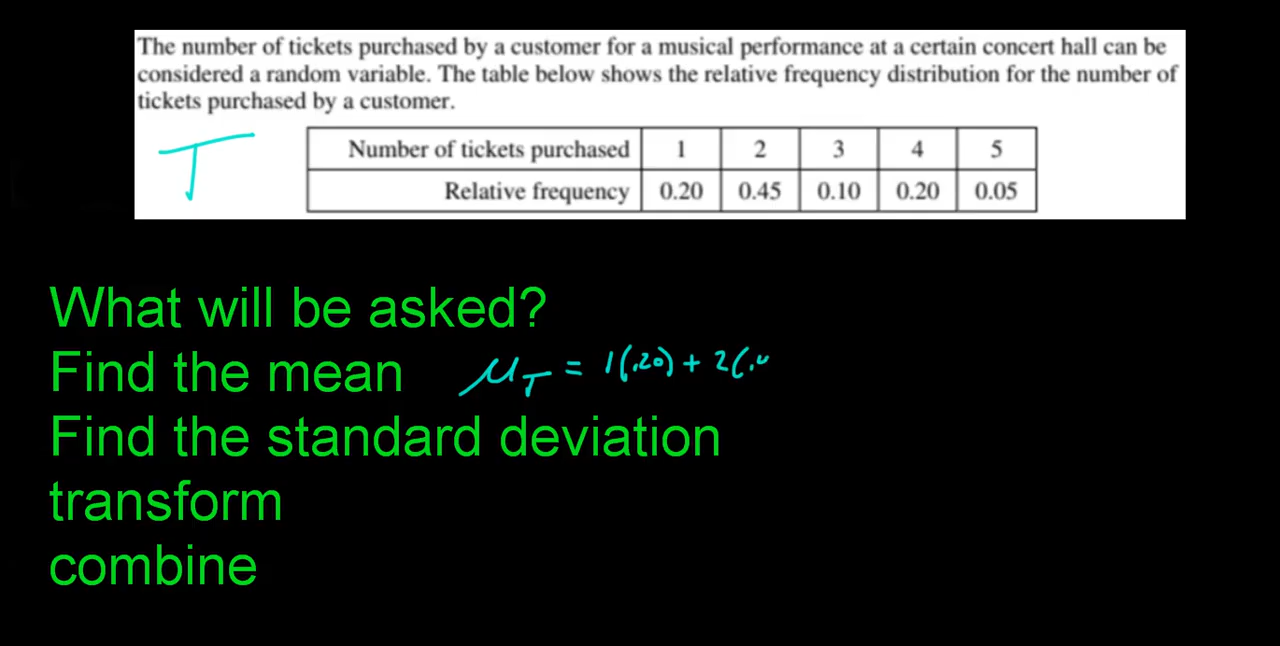 The number of tickets purchased by a customer for a musical performance at a certain concert hall can be
considered a random variable. The table below shows the relative frequency distribution for the number of
tickets purchased by a customer.
T
Number of tickets purchased 1 2 3 4 5
Relative frequency 0.20 0.45 0.10 0.20 0.05
What will be asked?
Find the mean μ_T = 1(.20) + 2(.4
Find the standard deviation
transform
combine